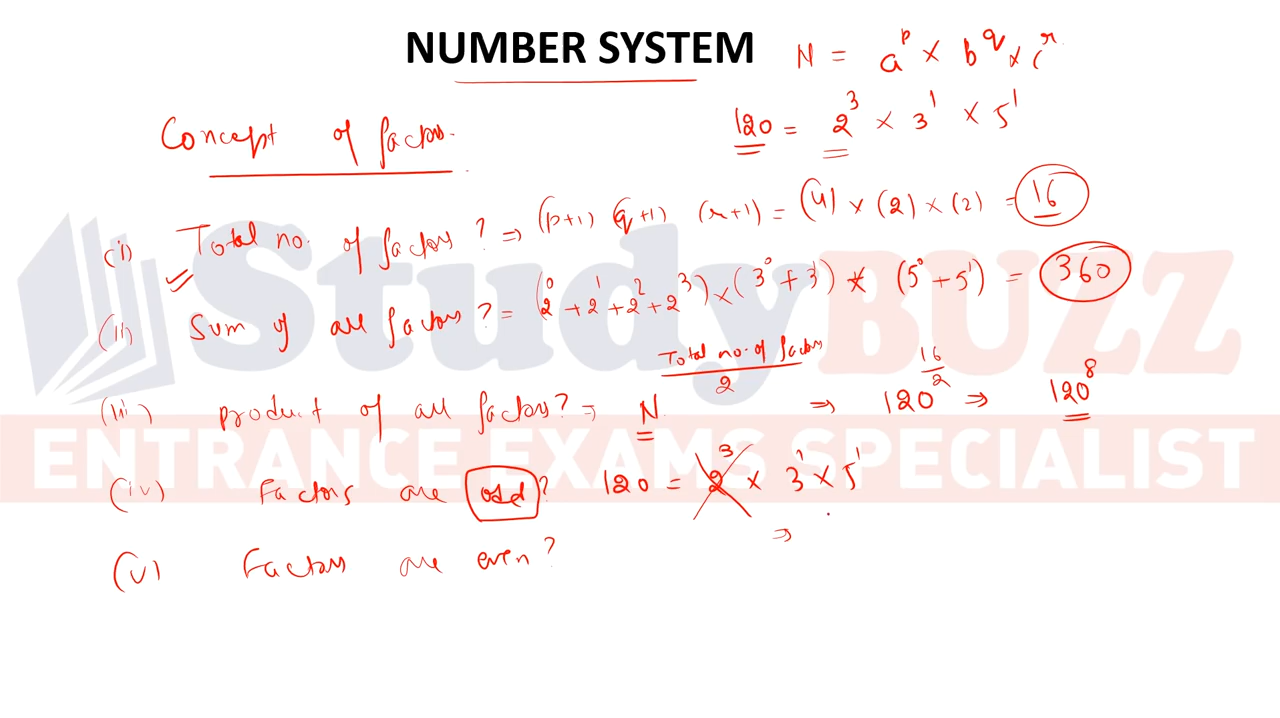 NUMBER SYSTEM
N = a^p × b^q × c^r
120 = 2^3 × 3^1 × 5^1
Concept of factors.
(i) Total no. of factors? ⇒ (p+1) (q+1) (r+1) = (4) × (2) × (2) = 16
(ii) Sum of all factors? = (2^0 + 2^1 + 2^2 + 2^3) × (3^0 + 3^1) × (5^0 + 5^1) = 360
(iii) product of all factors? = N^(Total no. of factors / 2) ⇒ 120^(16/2) ⇒ 120^8
(iv) Factors are odd? 120 = 2^3 × 3^1 × 5^1
⇒
(v) Factors are even?
StudyBUZZ
ENTRANCE EXAMS SPECIALIST